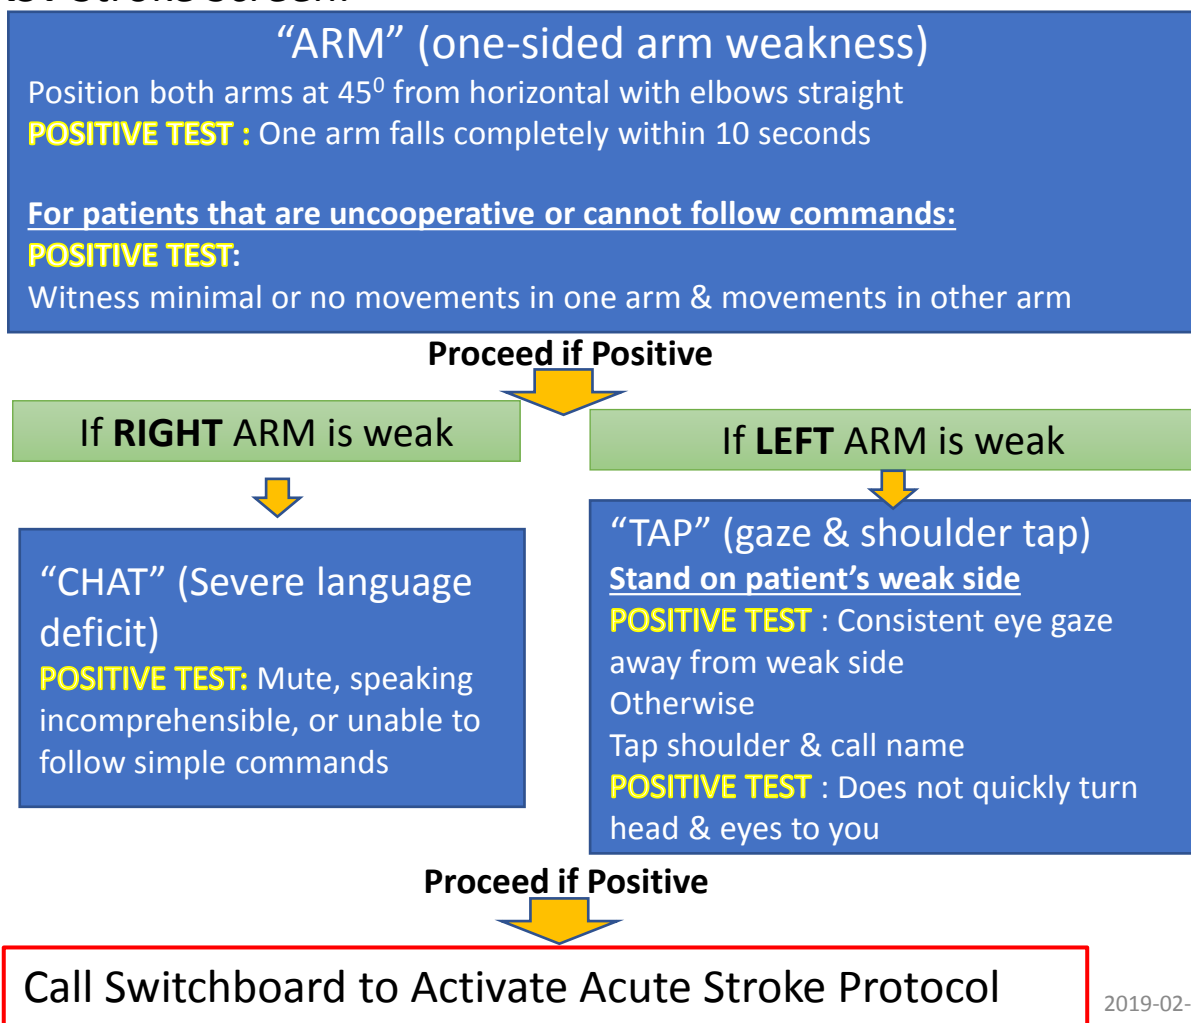 Stroke Screen:
“ARM” (one-sided arm weakness)
Position both arms at 45⁰ from horizontal with elbows straight
POSITIVE TEST : One arm falls completely within 10 seconds
For patients that are uncooperative or cannot follow commands:
POSITIVE TEST:
Witness minimal or no movements in one arm & movements in other arm
Proceed if Positive
If RIGHT ARM is weak
“CHAT” (Severe language
deficit)
POSITIVE TEST: Mute, speaking
incomprehensible, or unable to
follow simple commands
If LEFT ARM is weak
“TAP” (gaze & shoulder tap)
Stand on patient’s weak side
POSITIVE TEST : Consistent eye gaze
away from weak side
Otherwise
Tap shoulder & call name
POSITIVE TEST : Does not quickly turn
head & eyes to you
Proceed if Positive
Call Switchboard to Activate Acute Stroke Protocol
2019-02-